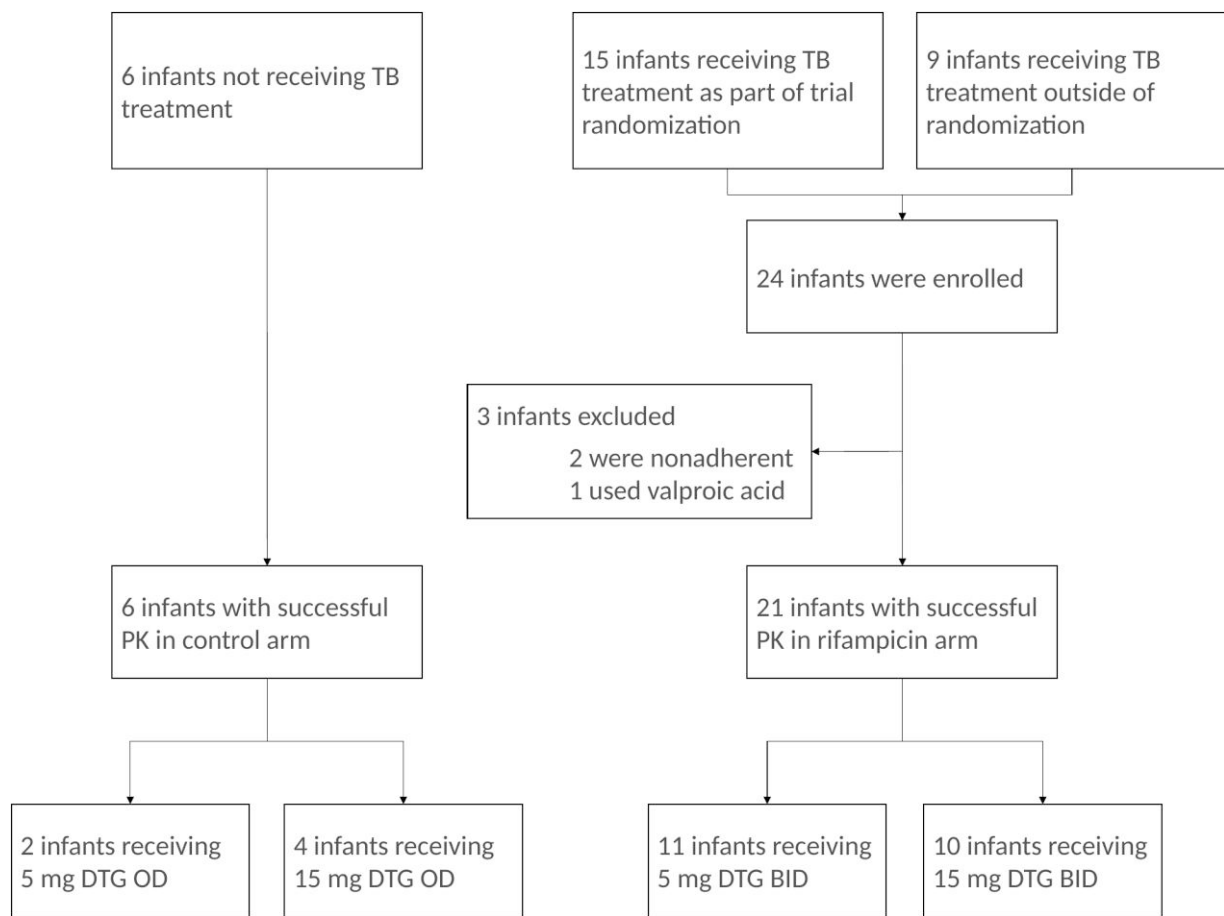 6 infants not receiving TB
treatment
15 infants receiving TB
treatment as part of trial
randomization
9 infants receiving TB
treatment outside of
randomization
24 infants were enrolled
3 infants excluded
2 were nonadherent
1 used valproic acid
6 infants with successful
PK in control arm
21 infants with successful
PK in rifampicin arm
2 infants receiving
5 mg DTG OD
4 infants receiving
15 mg DTG OD
11 infants receiving
5 mg DTG BID
10 infants receiving
15 mg DTG BID